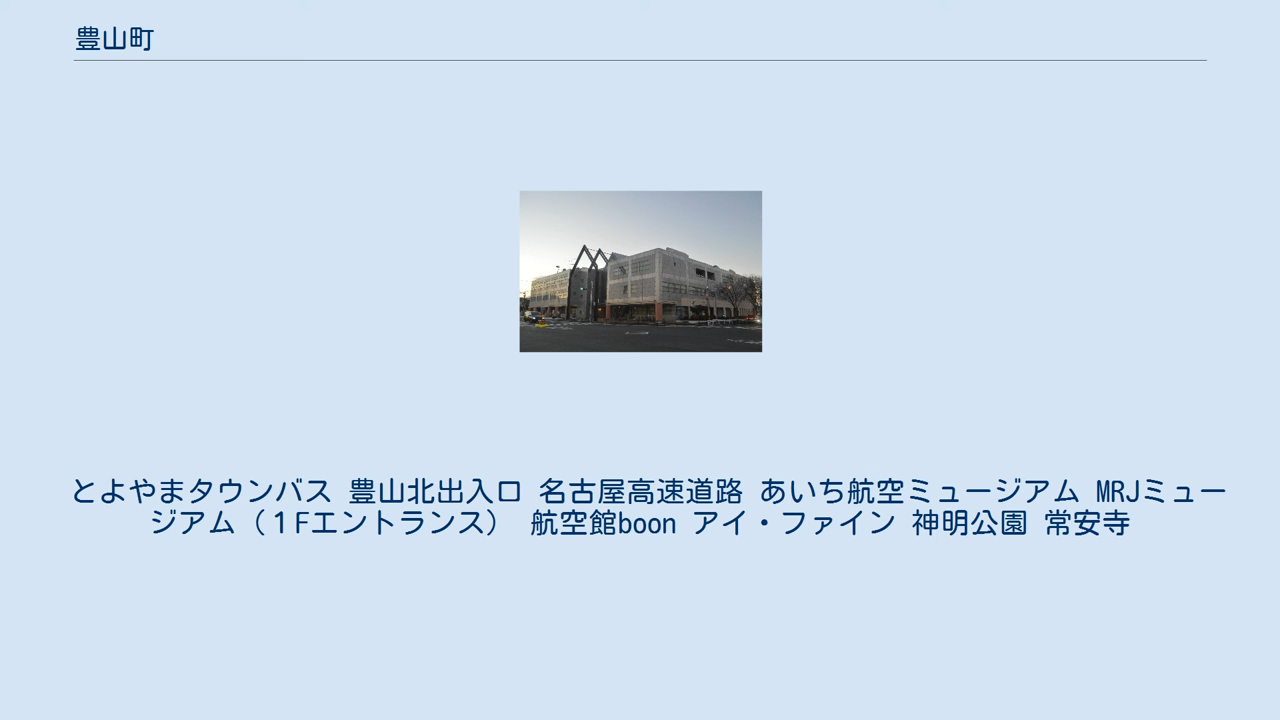 豊山町
とよやまタウンバス 豊山北出入口 名古屋高速道路 あいち航空ミュージアム MRJミュー
ジアム（１Fエントランス） 航空館boon アイ・ファイン 神明公園 常安寺